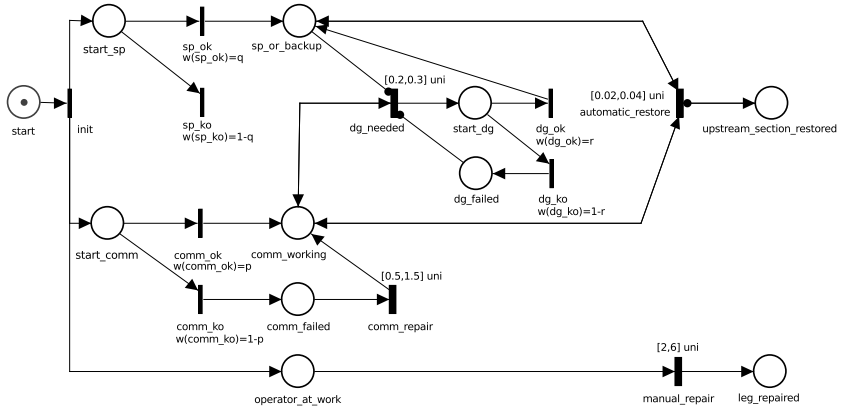 start_sp
sp_ok
w(sp_ok)=q
sp_or_backup
[0.2,0.3] uni
[0.02,0.04] uni
automatic_restore
sp_ko
w(sp_ko)=1-q
start
init
dg_needed
start_dg
dg_ok
w(dg_ok)=r
upstream_section_restored
dg_failed
dg_ko
w(dg_ko)=1-r
start_comm
comm_ok
w(comm_ok)=p
comm_working
[0.5,1.5] uni
comm_ko
w(comm_ko)=1-p
comm_failed
comm_repair
[2,6] uni
operator_at_work
manual_repair
leg_repaired